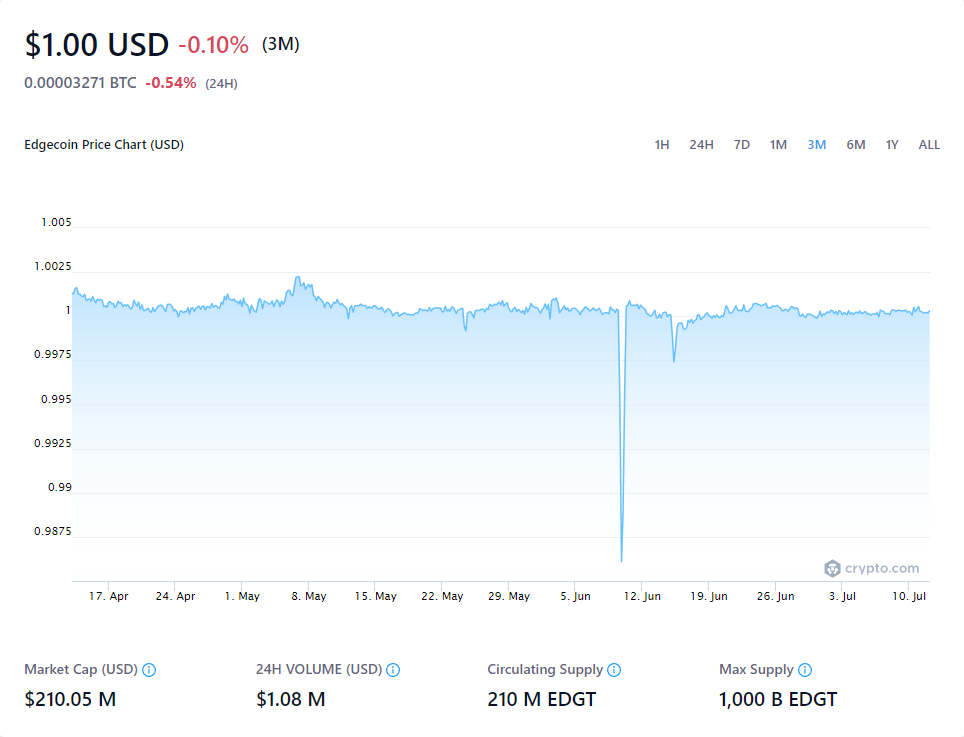 $1.00 USD -0.10% (3M)
0.00003271 BTC -0.54% (24H)
Edgecoin Price Chart (USD) 1H 24H 7D 1M 3M 6M 1Y ALL
1.005
1.0025
1
0.9975
0.995
0.9925
0.99
0.9875
crypto.com
17. Apr 24. Apr 1. May 8. May 15. May 22. May 29. May 5. Jun 12. Jun 19. Jun 26. Jun 3. Jul 10. Jul
Market Cap (USD) 24H VOLUME (USD) Circulating Supply Max Supply
$210.05 M $1.08 M 210 M EDGT 1,000 B EDGT